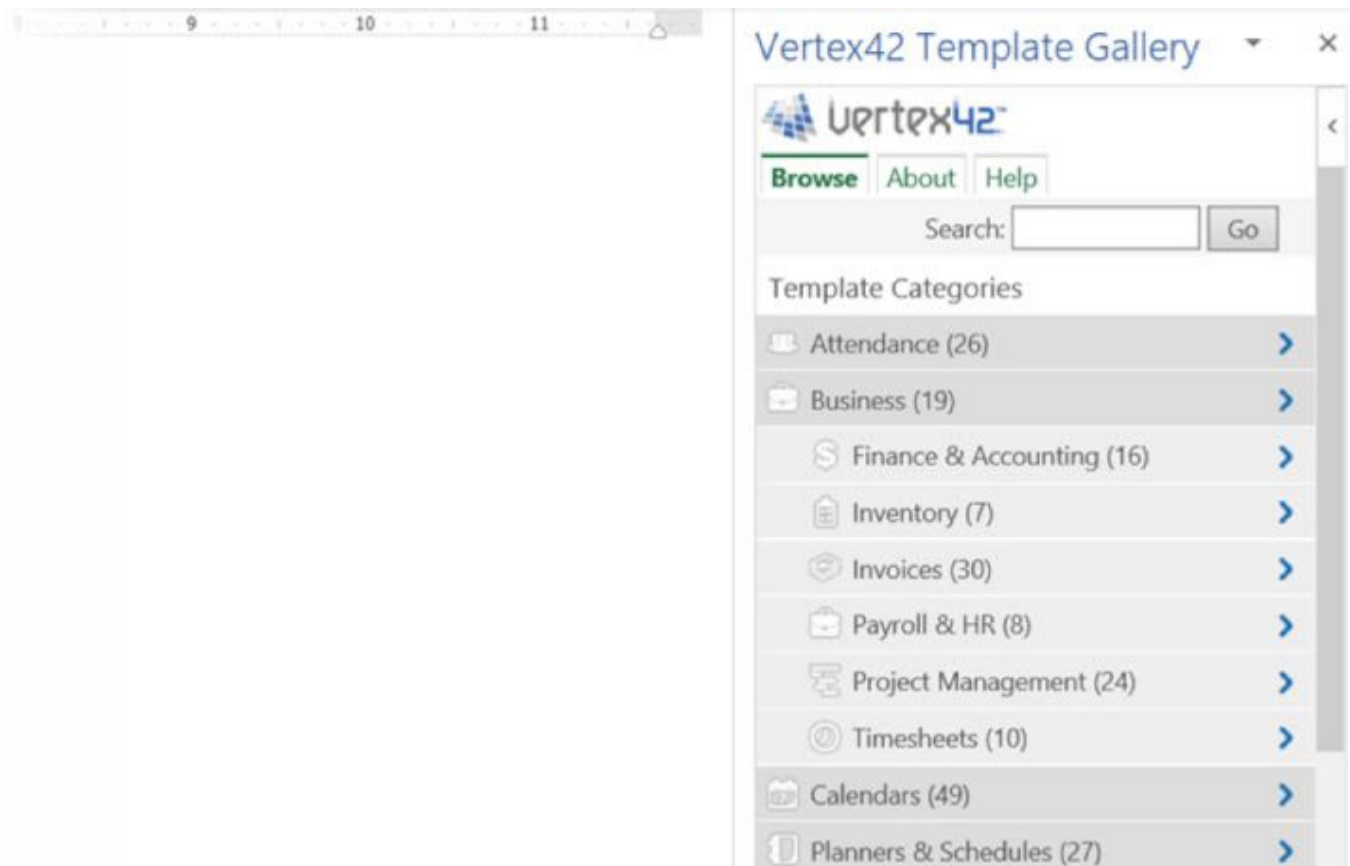 9 10 11
Vertex42 Template Gallery
vertex42™
Browse About Help
Search: Go
Template Categories
Attendance (26)
Business (19)
Finance & Accounting (16)
Inventory (7)
Invoices (30)
Payroll & HR (8)
Project Management (24)
Timesheets (10)
Calendars (49)
Planners & Schedules (27)